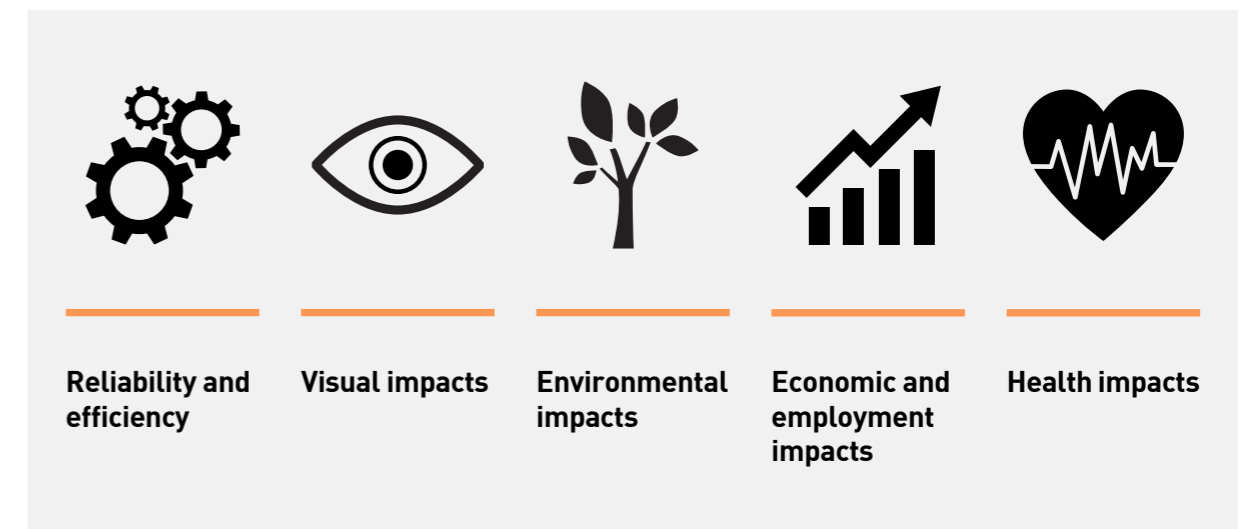 Reliability and
efficiency
Visual impacts
Environmental
impacts
Economic and
employment
impacts
Health impacts